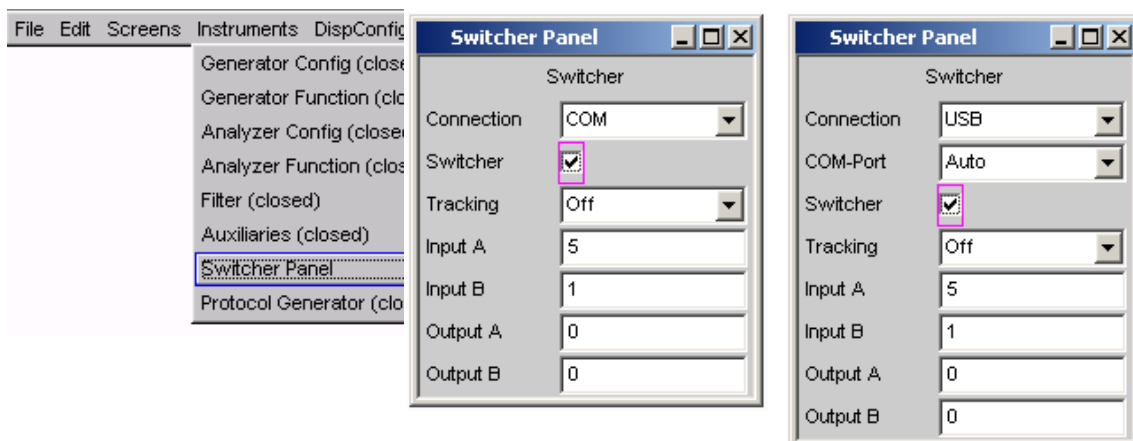 File Edit Screens Instruments DispConfig
Generator Config (close
Generator Function (clo
Analyzer Config (close
Analyzer Function (clos
Filter (closed)
Auxiliaries (closed)
Switcher Panel
Protocol Generator (clo
Switcher Panel
Switcher
Connection COM
Switcher
Tracking Off
Input A 5
Input B 1
Output A 0
Output B 0
Switcher Panel
Switcher
Connection USB
COM-Port Auto
Switcher
Tracking Off
Input A 5
Input B 1
Output A 0
Output B 0